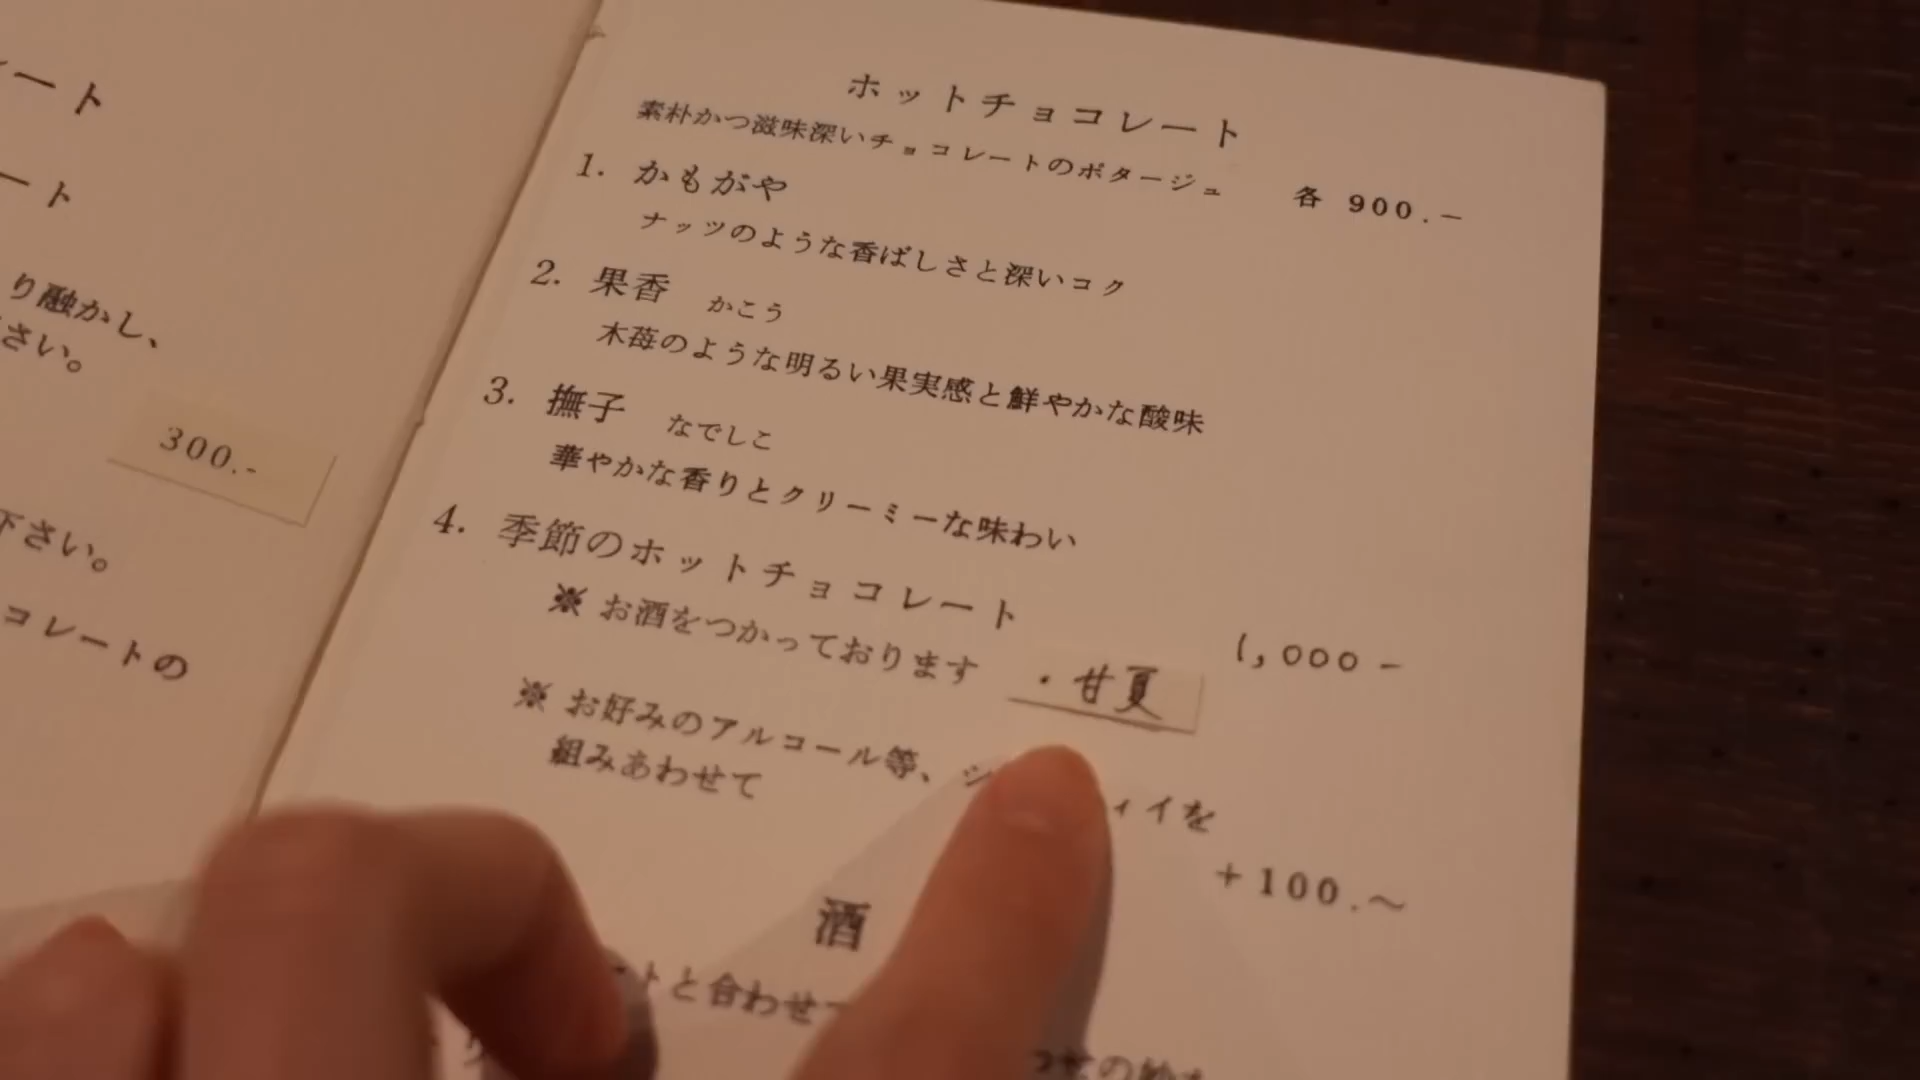 レート
ート
り融かし、
さい。
300.-
下さい。
コレートの
ホットチョコレート
素朴かつ滋味深いチョコレートのポタージュ 各 900.-
1. かもがや
ナッツのような香ばしさと深いコク
2. 果香 かこう
木苺のような明るい果実感と鮮やかな酸味
3. 撫子 なでしこ
華やかな香りとクリーミーな味わい
4. 季節のホットチョコレート 1,000-
※ お酒をつかっております ・甘夏
※ お好みのアルコール等、シ ィイを
組みあわせて +100.~
酒
トと合わせて